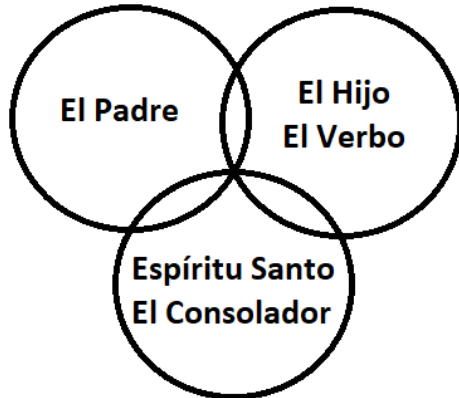 El Padre
El Hijo
El Verbo
Espíritu Santo
El Consolador